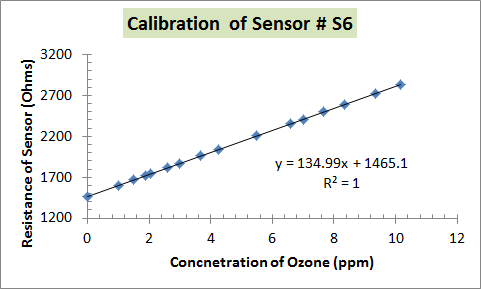 Calibration of Sensor # S6
Resistance of Sensor (Ohms)
3200
2700
2200
1700
1200
y = 134.99x + 1465.1
R² = 1
0 2 4 6 8 10 12
Concnetration of Ozone (ppm)